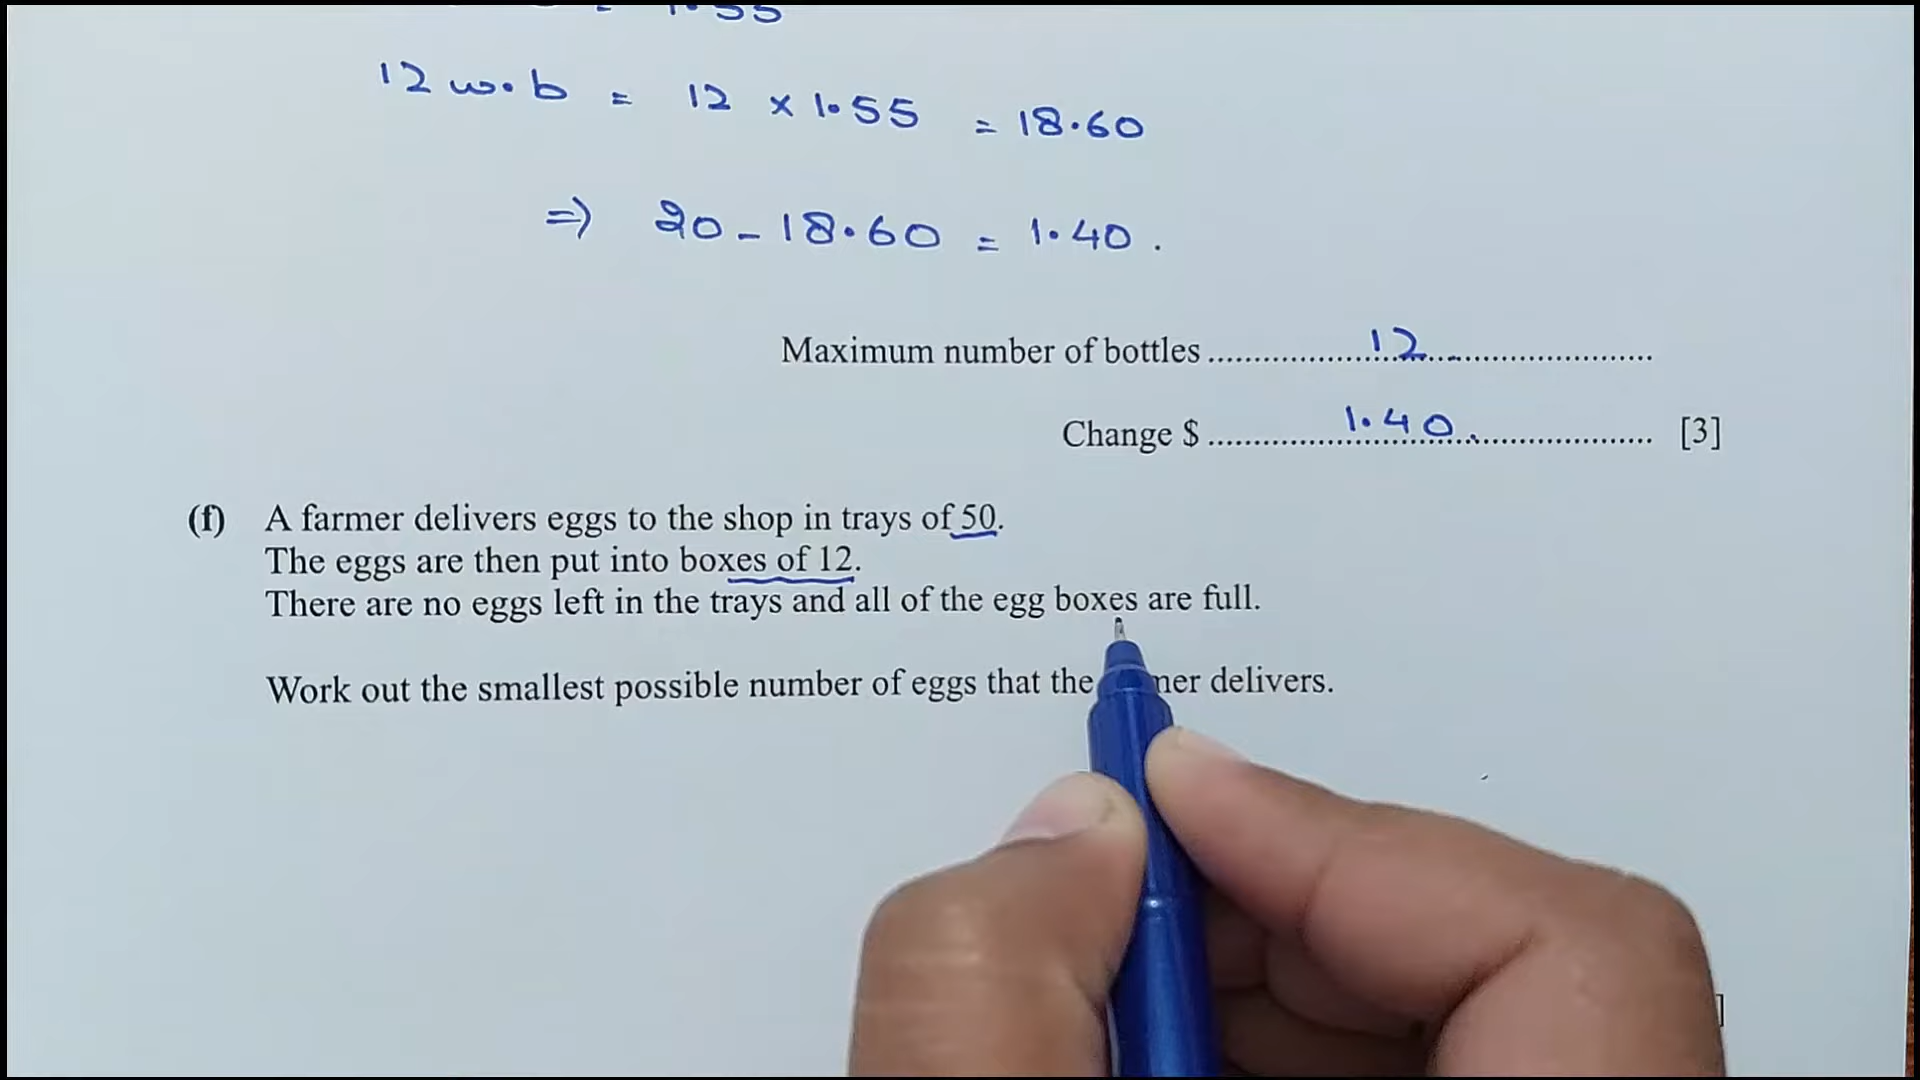 = 1.55
12 w.b = 12 × 1.55 = 18.60
⇒ 20 - 18.60 = 1.40.
Maximum number of bottles ........ 12 ........
Change $ ........ 1.40 ........ [3]
(f) A farmer delivers eggs to the shop in trays of 50.
The eggs are then put into boxes of 12.
There are no eggs left in the trays and all of the egg boxes are full.
Work out the smallest possible number of eggs that the delivers.
]